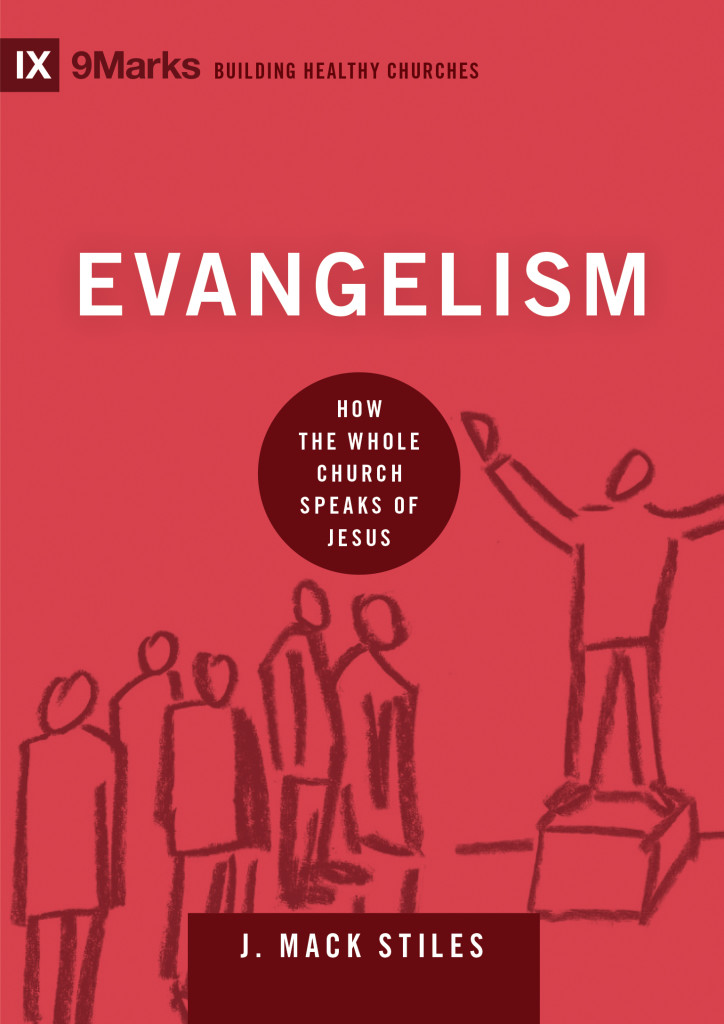 IX 9Marks BUILDING HEALTHY CHURCHES
EVANGELISM
HOW
THE WHOLE
CHURCH
SPEAKS OF
JESUS
J. MACK STILES